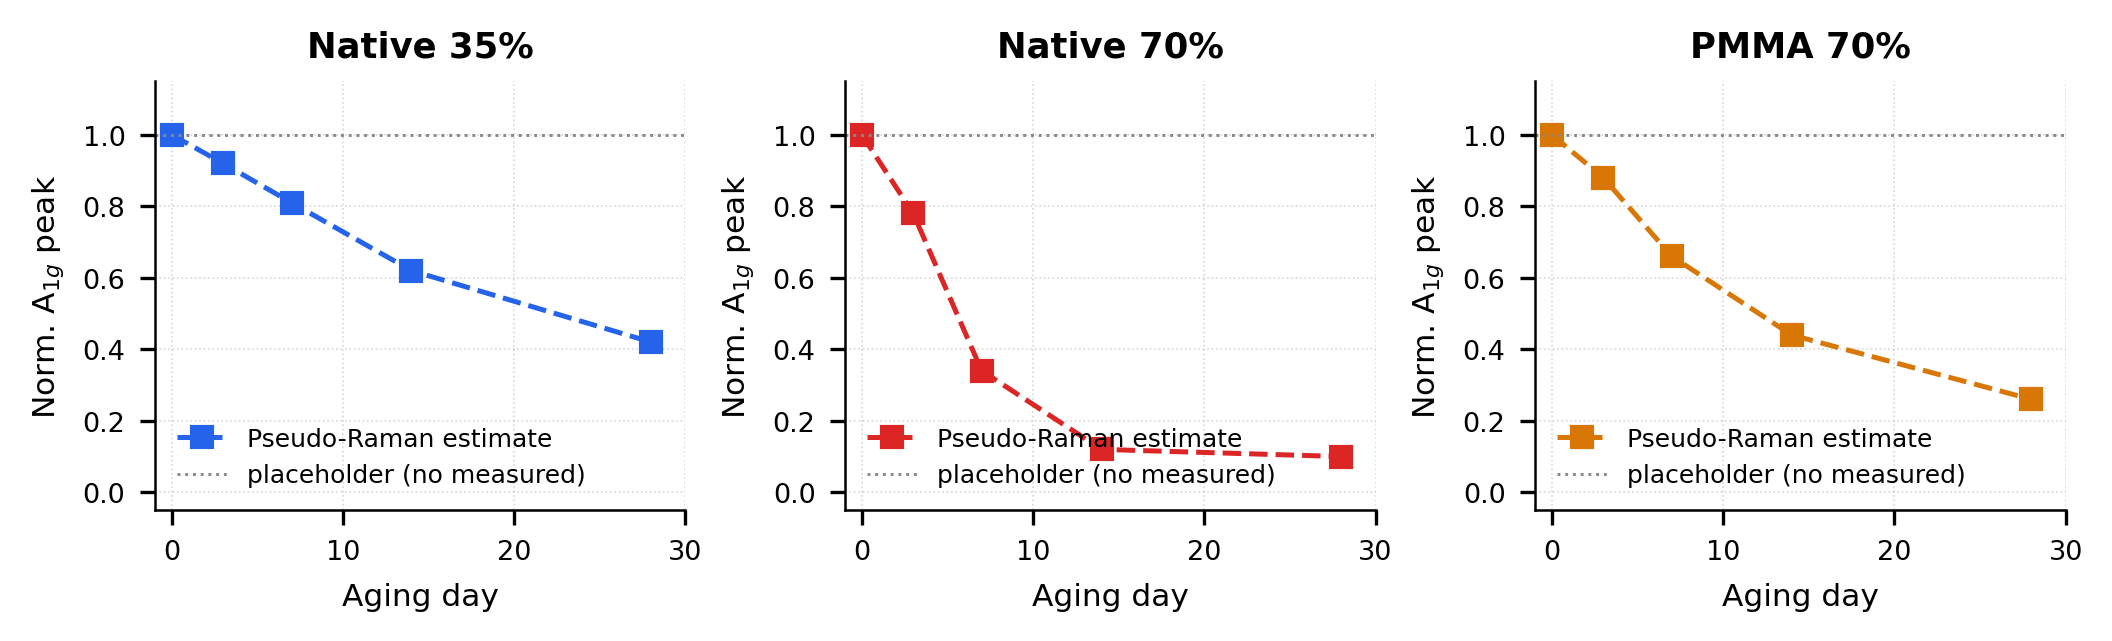 Native 35%
Norm. A1g peak
1.0
0.8
0.6
0.4
0.2
0.0
Pseudo-Raman estimate
placeholder (no measured)
0 10 20 30
Aging day
Native 70%
Norm. A1g peak
1.0
0.8
0.6
0.4
0.2
0.0
Pseudo-Raman estimate
placeholder (no measured)
0 10 20 30
Aging day
PMMA 70%
Norm. A1g peak
1.0
0.8
0.6
0.4
0.2
0.0
Pseudo-Raman estimate
placeholder (no measured)
0 10 20 30
Aging day